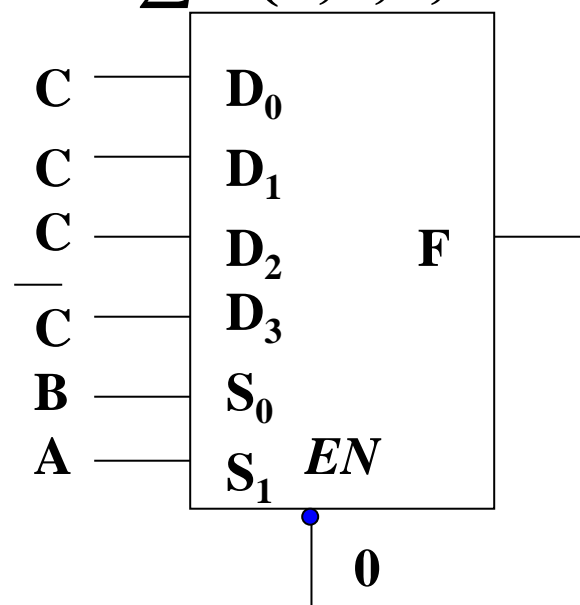 C D₀
C D₁
C D₂ F
C̅ D₃
B S₀
A S₁ EN
0